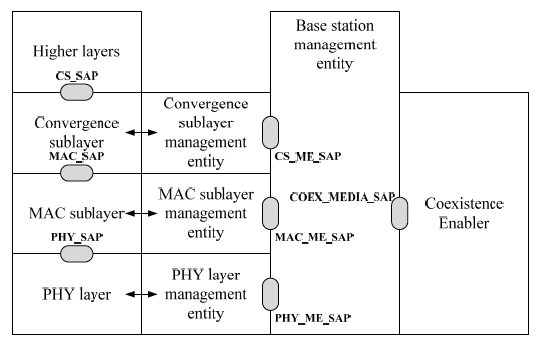 Higher layers
CS_SAP
Base station
management
entity
Convergence
sublayer
MAC_SAP
Convergence
sublayer
management
entity
CS_ME_SAP
MAC sublayer
PHY_SAP
MAC sublayer
management
entity
COEX_MEDIA_SAP
MAC_ME_SAP
Coexistence
Enabler
PHY layer
PHY layer
management
entity
PHY_ME_SAP